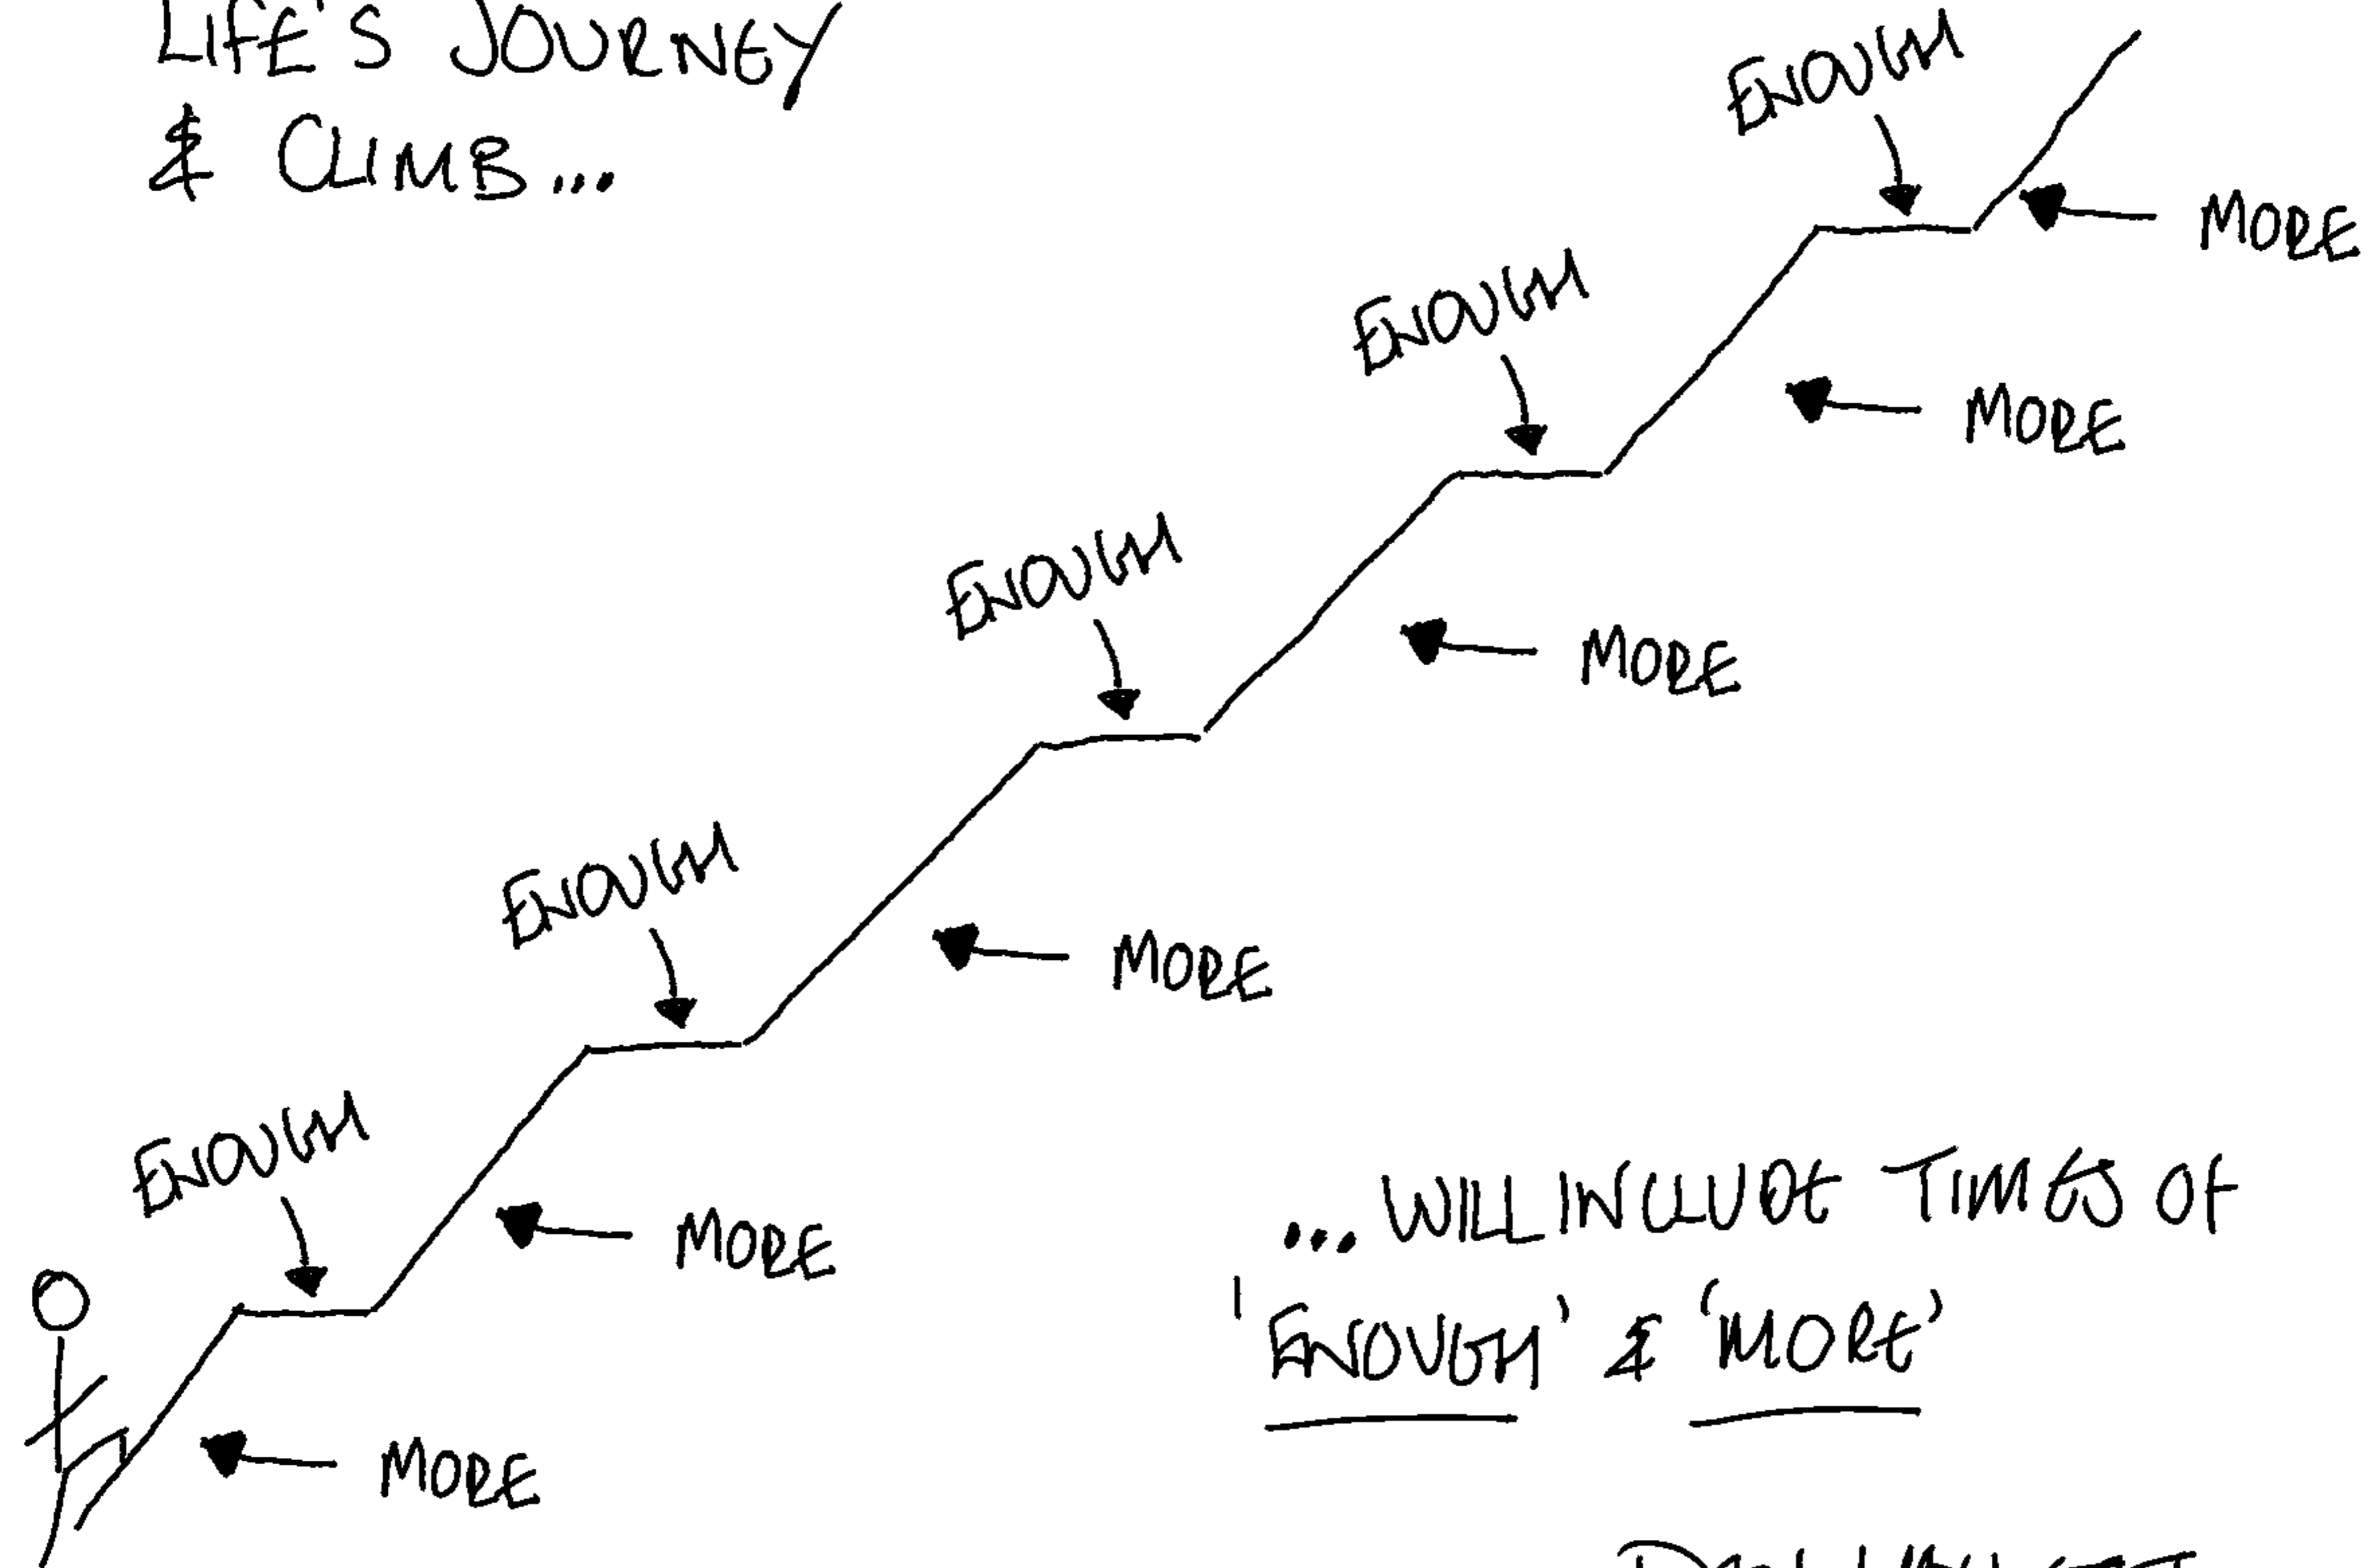 LIFE'S JOURNEY
& CLIMB...
ENOUGH
MORE
ENOUGH
MORE
ENOUGH
MORE
ENOUGH
MORE
ENOUGH
MORE
... WILL INCLUDE TIMES OF
'ENOUGH' & 'MORE'
MORE